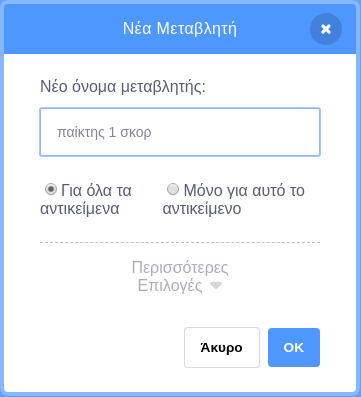 Νέα Μεταβλητή
Νέο όνομα μεταβλητής:
παίκτης 1 σκορ
Για όλα τα
αντικείμενα
Μόνο για αυτό το
αντικείμενο
Περισσότερες
Επιλογές
Άκυρο
OK